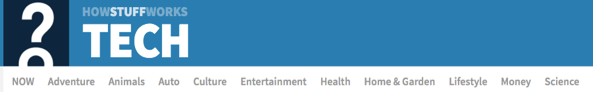 HOWSTUFFWORKS
TECH
NOW Adventure Animals Auto Culture Entertainment Health Home & Garden Lifestyle Money Science